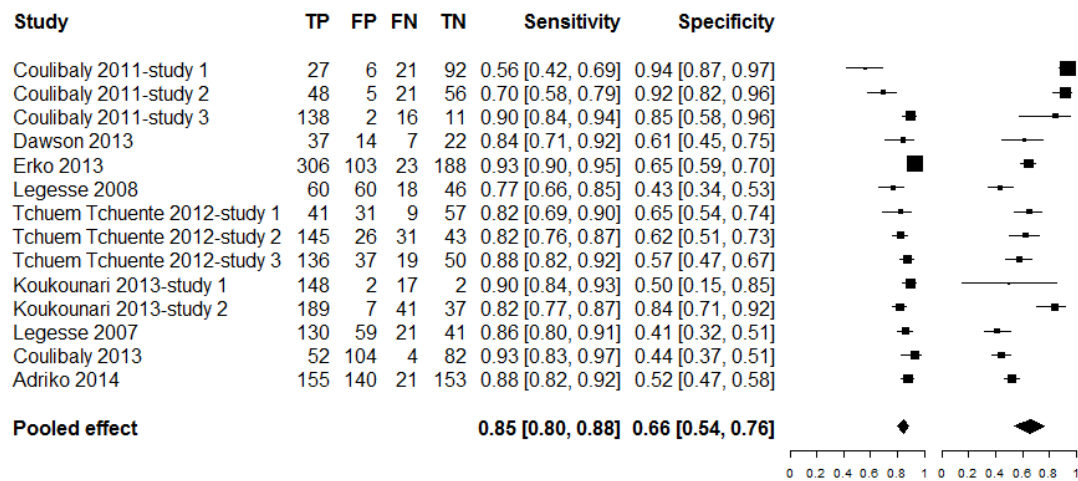 Study TP FP FN TN Sensitivity Specificity
Coulibaly 2011-study 1 27 6 21 92 0.56 [0.42, 0.69] 0.94 [0.87, 0.97]
Coulibaly 2011-study 2 48 5 21 56 0.70 [0.58, 0.79] 0.92 [0.82, 0.96]
Coulibaly 2011-study 3 138 2 16 11 0.90 [0.84, 0.94] 0.85 [0.58, 0.96]
Dawson 2013 37 14 7 22 0.84 [0.71, 0.92] 0.61 [0.45, 0.75]
Erko 2013 306 103 23 188 0.93 [0.90, 0.95] 0.65 [0.59, 0.70]
Legesse 2008 60 60 18 46 0.77 [0.66, 0.85] 0.43 [0.34, 0.53]
Tchuem Tchuente 2012-study 1 41 31 9 57 0.82 [0.69, 0.90] 0.65 [0.54, 0.74]
Tchuem Tchuente 2012-study 2 145 26 31 43 0.82 [0.76, 0.87] 0.62 [0.51, 0.73]
Tchuem Tchuente 2012-study 3 136 37 19 50 0.88 [0.82, 0.92] 0.57 [0.47, 0.67]
Koukounari 2013-study 1 148 2 17 2 0.90 [0.84, 0.93] 0.50 [0.15, 0.85]
Koukounari 2013-study 2 189 7 41 37 0.82 [0.77, 0.87] 0.84 [0.71, 0.92]
Legesse 2007 130 59 21 41 0.86 [0.80, 0.91] 0.41 [0.32, 0.51]
Coulibaly 2013 52 104 4 82 0.93 [0.83, 0.97] 0.44 [0.37, 0.51]
Adriko 2014 155 140 21 153 0.88 [0.82, 0.92] 0.52 [0.47, 0.58]
Pooled effect 0.85 [0.80, 0.88] 0.66 [0.54, 0.76]
0 0.2 0.4 0.6 0.8 1 0 0.2 0.4 0.6 0.8 1